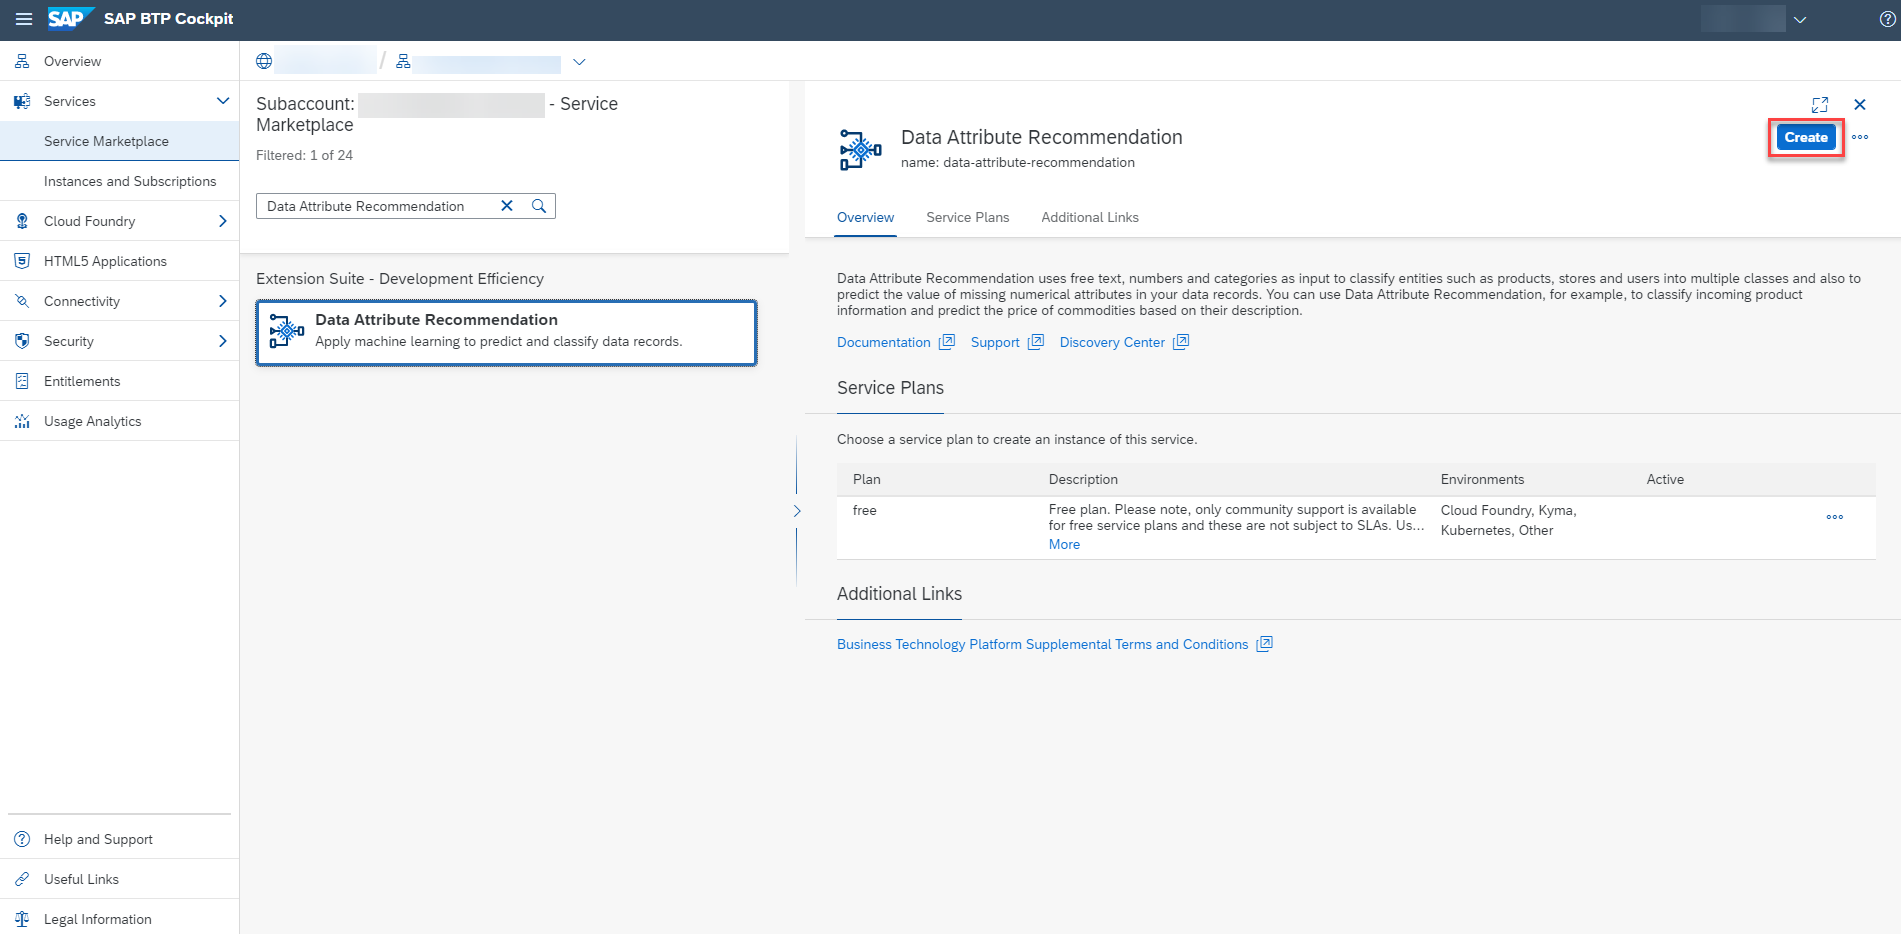 SAP SAP BTP Cockpit
Overview
Services
Service Marketplace
Instances and Subscriptions
Cloud Foundry
HTML5 Applications
Connectivity
Security
Entitlements
Usage Analytics
Help and Support
Useful Links
Legal Information
/
Subaccount: - Service
Marketplace
Filtered: 1 of 24
Data Attribute Recommendation
Extension Suite - Development Efficiency
Data Attribute Recommendation
Apply machine learning to predict and classify data records.
Data Attribute Recommendation
name: data-attribute-recommendation
Create
Overview Service Plans Additional Links
Data Attribute Recommendation uses free text, numbers and categories as input to classify entities such as products, stores and users into multiple classes and also to
predict the value of missing numerical attributes in your data records. You can use Data Attribute Recommendation, for example, to classify incoming product
information and predict the price of commodities based on their description.
Documentation Support Discovery Center
Service Plans
Choose a service plan to create an instance of this service.
Plan Description Environments Active
free
Free plan. Please note, only community support is available
for free service plans and these are not subject to SLAs. Us...
More
Cloud Foundry, Kyma,
Kubernetes, Other
Additional Links
Business Technology Platform Supplemental Terms and Conditions